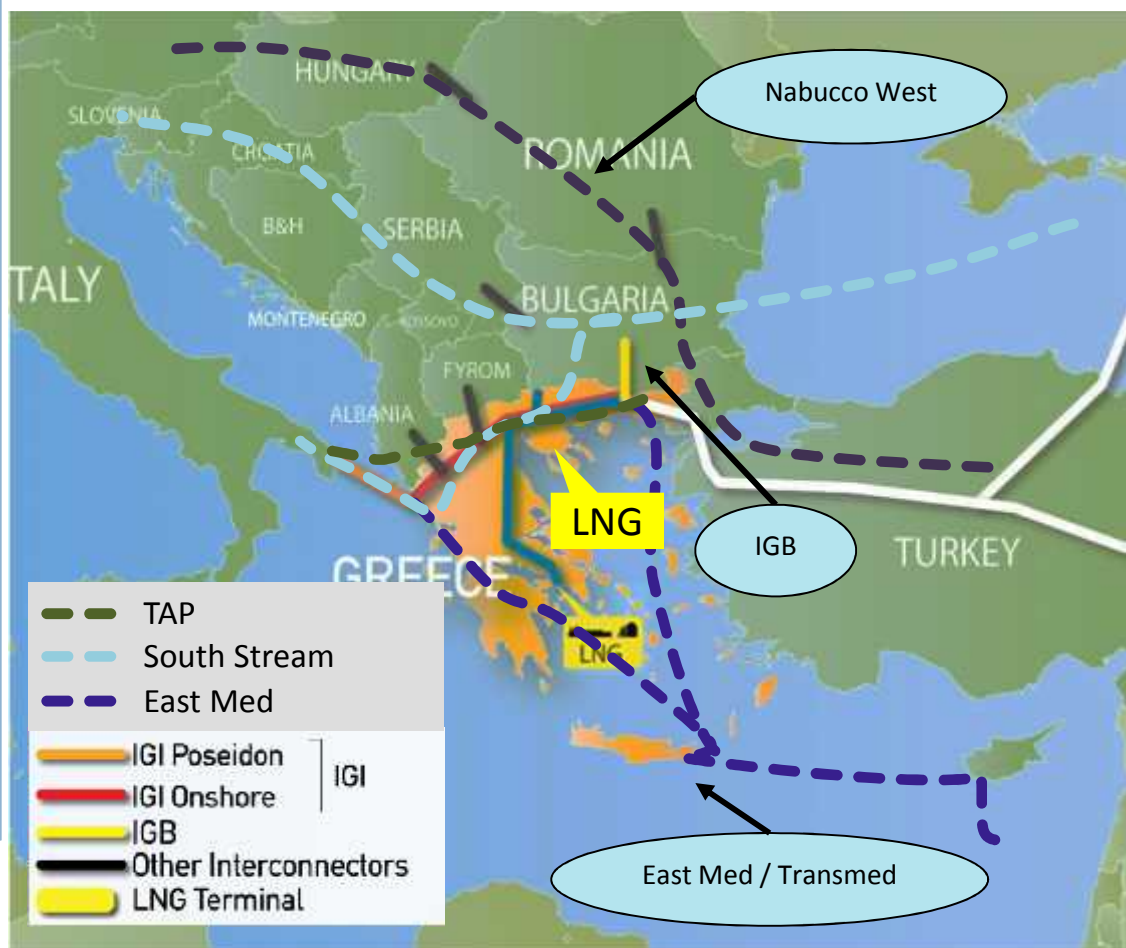 HUNGARY
Nabucco West
SLOVENIA
CROATIA
ROMANIA
B&H
SERBIA
ITALY
BULGARIA
MONTENEGRO
KOSOVO
FYROM
ALBANIA
LNG
IGB
TURKEY
GREECE
LNG
TAP
South Stream
East Med
IGI Poseidon
IGI
IGI Onshore
IGB
Other Interconnectors
LNG Terminal
East Med / Transmed